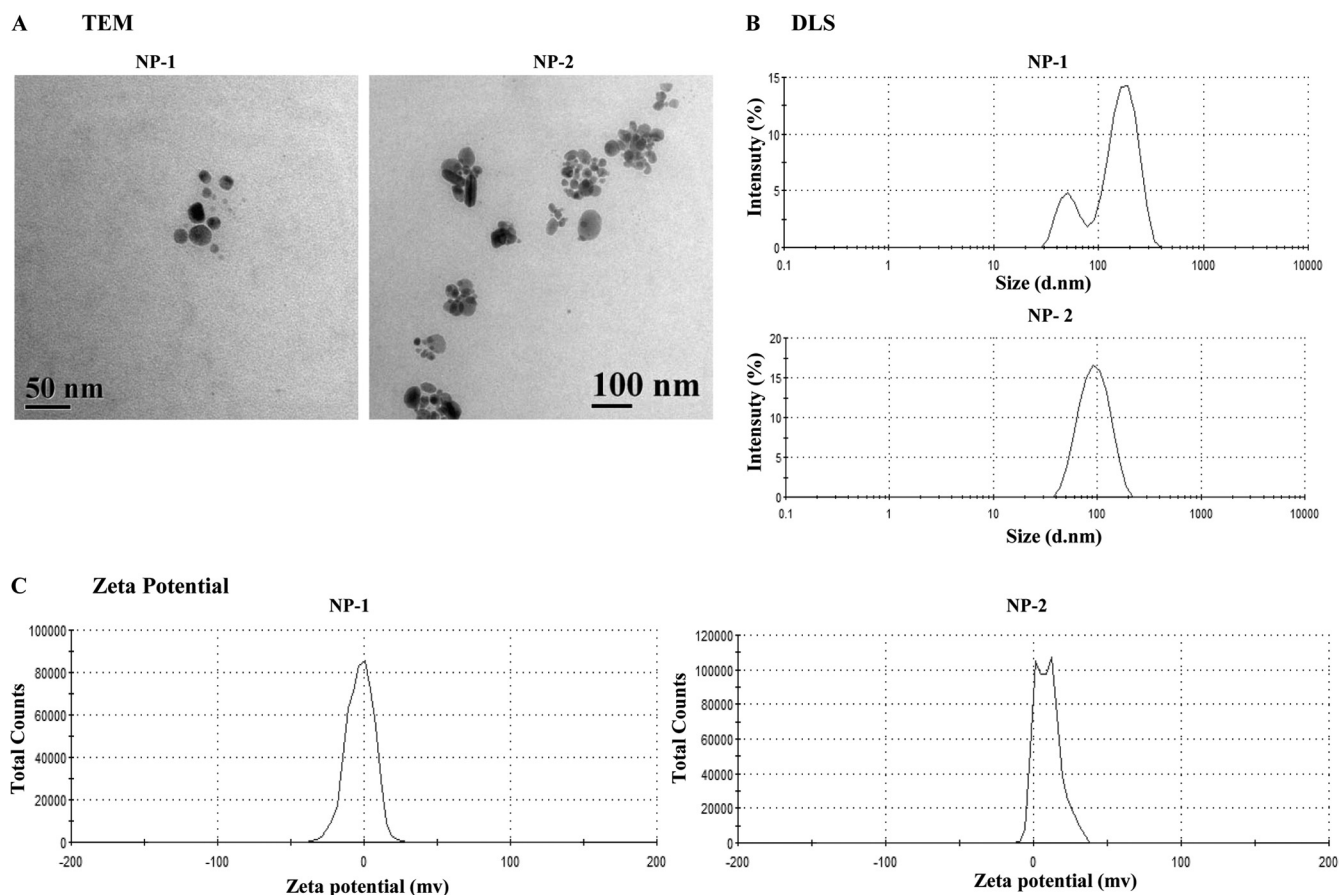 A TEM
NP-1
NP-2
50 nm
100 nm
B DLS
NP-1
15
10
5
0
Intensuty (%)
0.1 1 10 100 1000 10000
Size (d.nm)
NP- 2
20
15
10
5
0
Intensuty (%)
0.1 1 10 100 1000 10000
Size (d.nm)
C Zeta Potential
NP-1
100000
80000
60000
40000
20000
0
Total Counts
-200 -100 0 100 200
Zeta potential (mv)
NP-2
120000
100000
80000
60000
40000
20000
0
Total Counts
-200 -100 0 100 200
Zeta potential (mv)